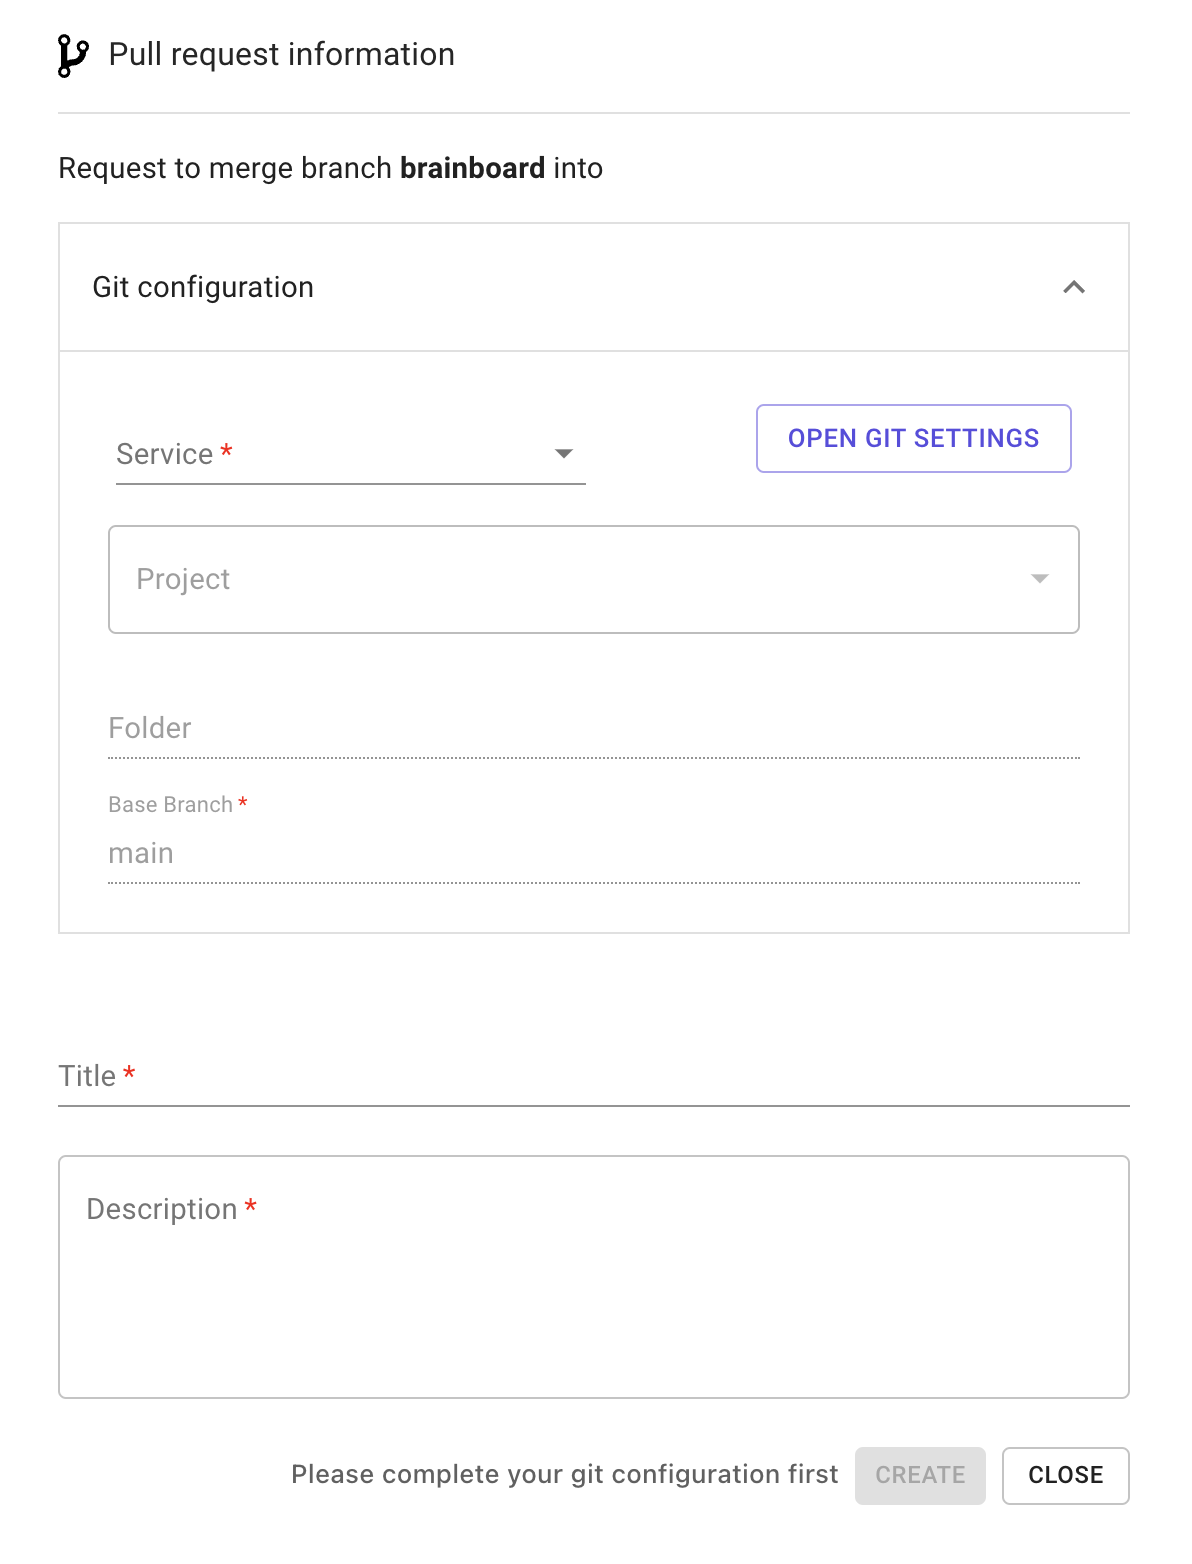 Pull request information
Request to merge branch brainboard into
Git configuration
Service *
OPEN GIT SETTINGS
Project
Folder
Base Branch *
main
Title *
Description *
Please complete your git configuration first
CREATE
CLOSE